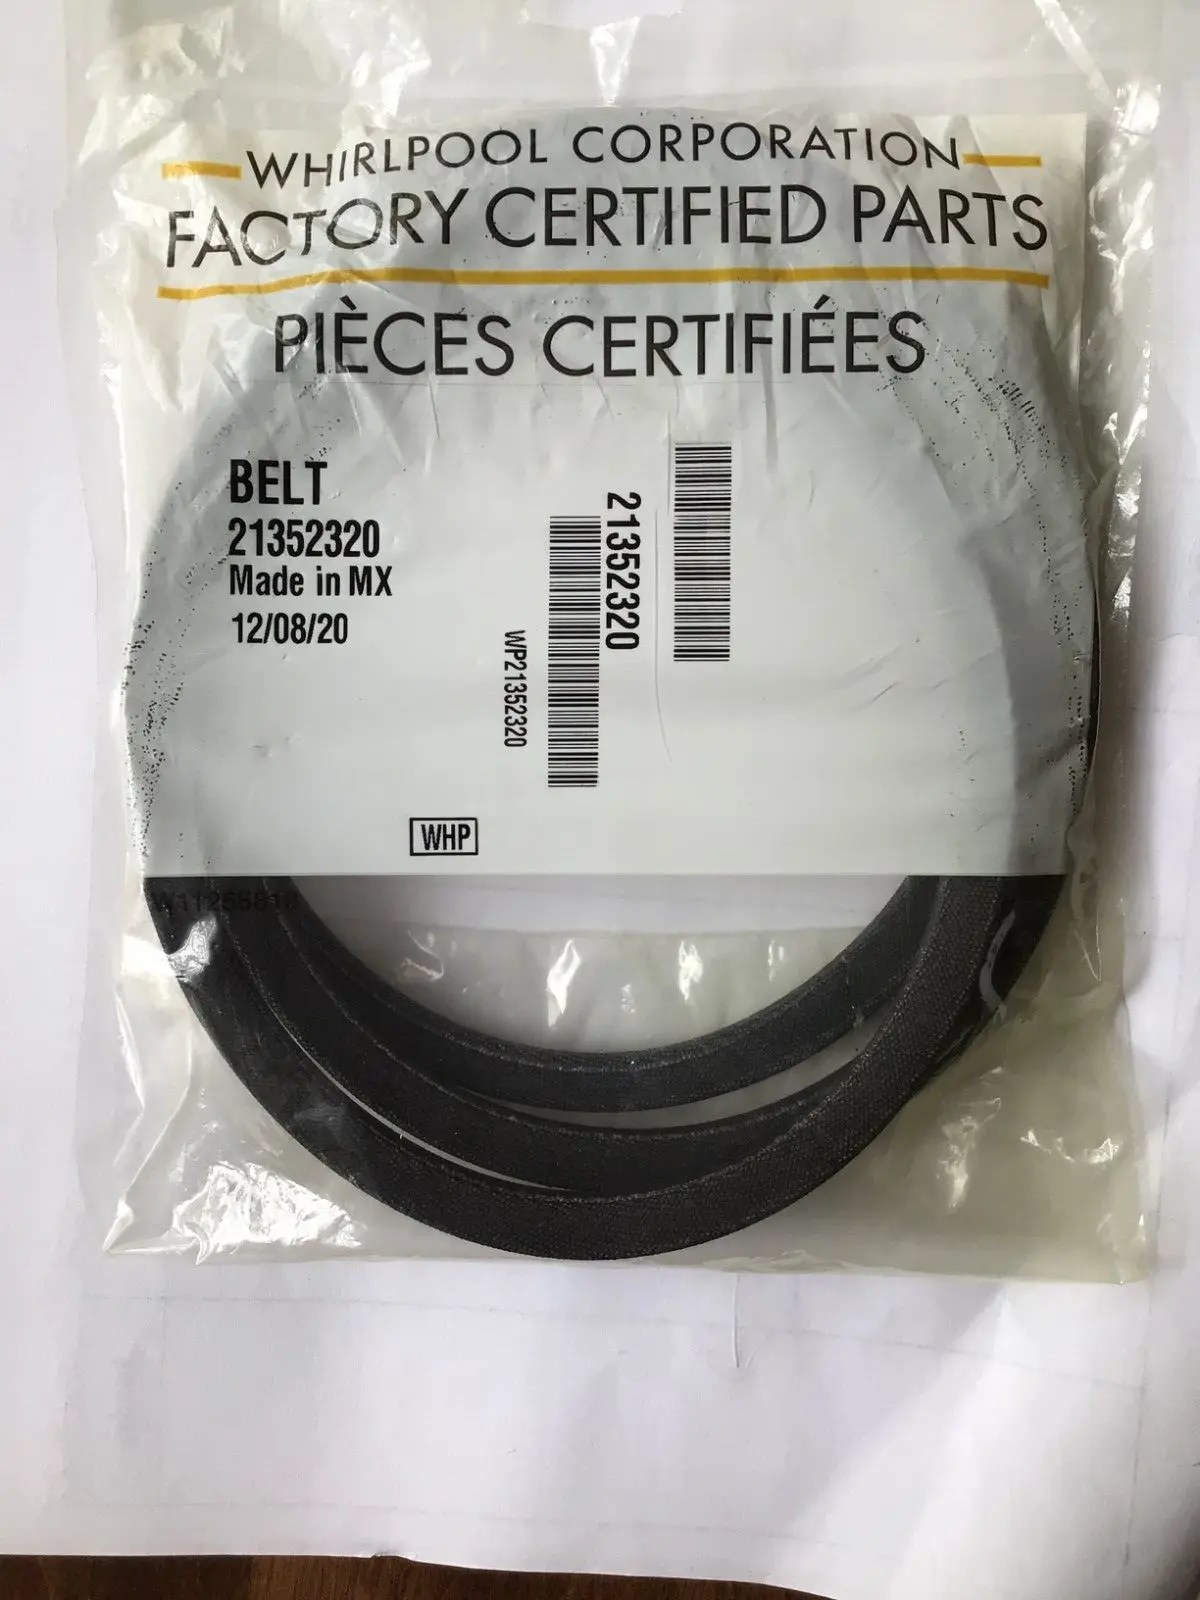 WHIRLPOOL CORPORATION
FACTORY CERTIFIED PARTS
PIÈCES CERTIFIÉES
BELT
21352320
Made in MX
12/08/20
21352320
WP21352320
WHP